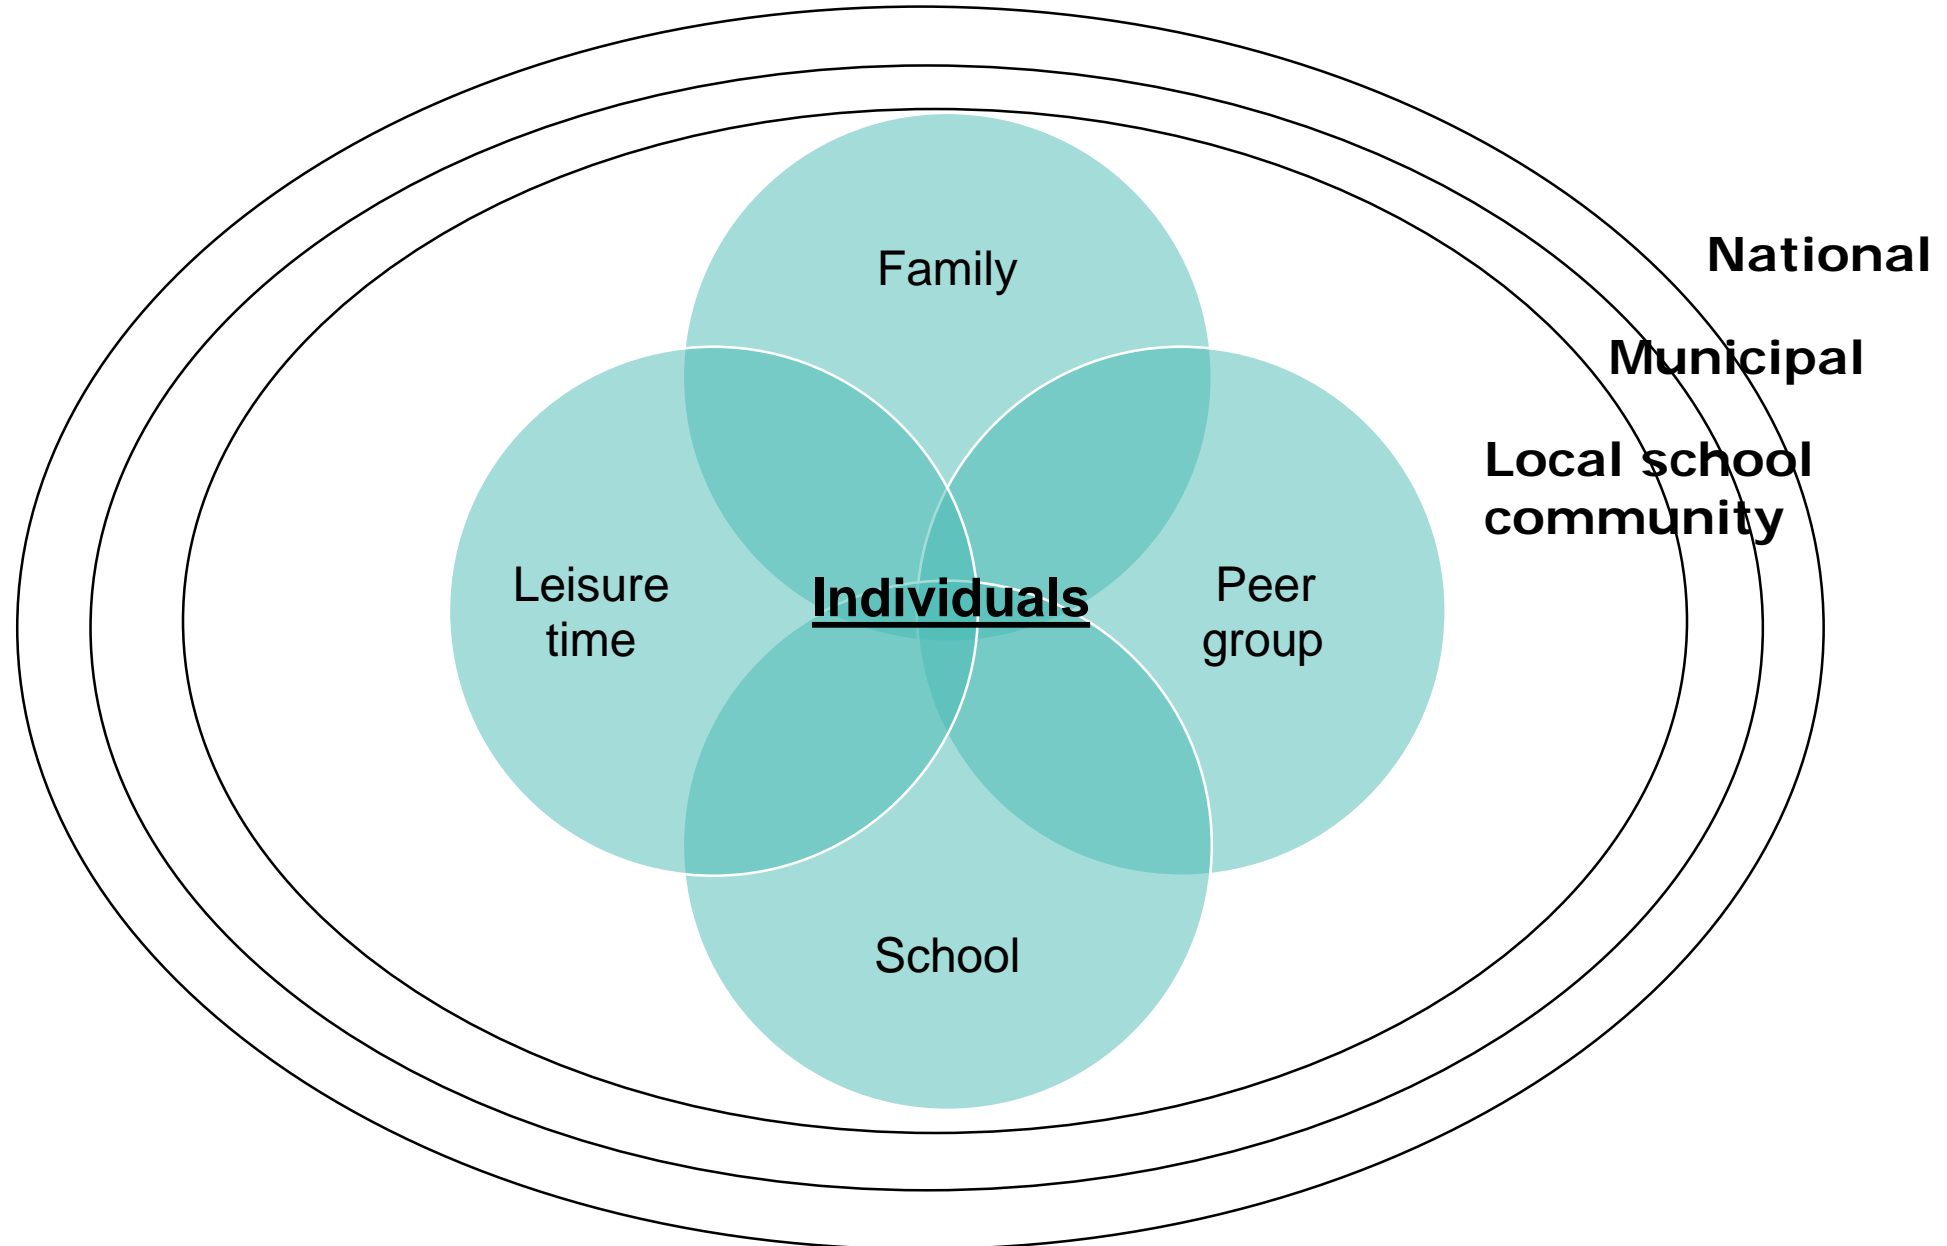 National
Family
Municipal
Local school
community
Leisure
time
Individuals
Peer
group
School